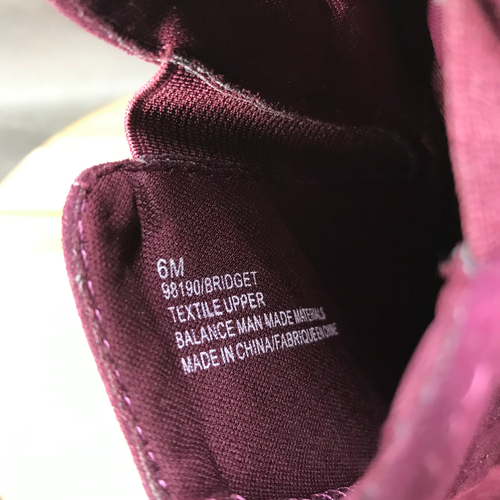 6M
98190/BRIDGET
TEXTILE UPPER
BALANCE MAN MADE MATERIALS
MADE IN CHINA/FABRIQUE EN CHINE